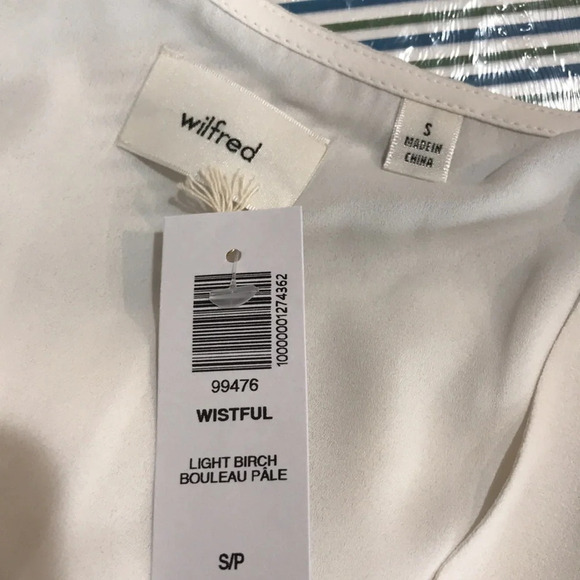 wilfred
S
MADE IN
CHINA
10000001274362
99476
WISTFUL
LIGHT BIRCH
BOULEAU PÂLE
S/P